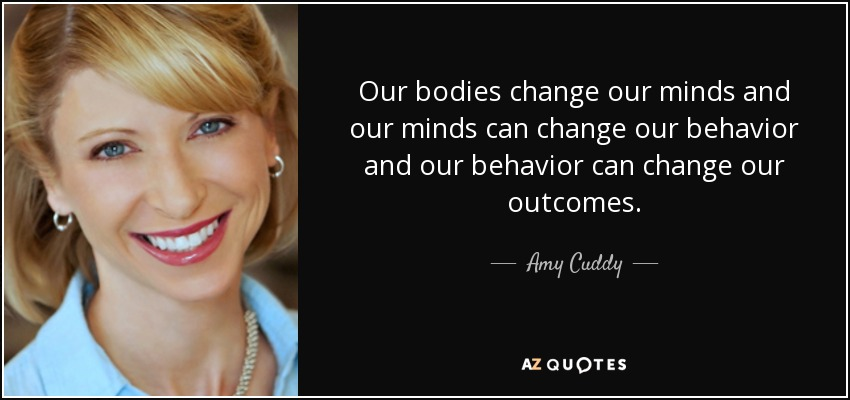 Our bodies change our minds and
our minds can change our behavior
and our behavior can change our
outcomes.
Amy Cuddy
AZ QUOTES